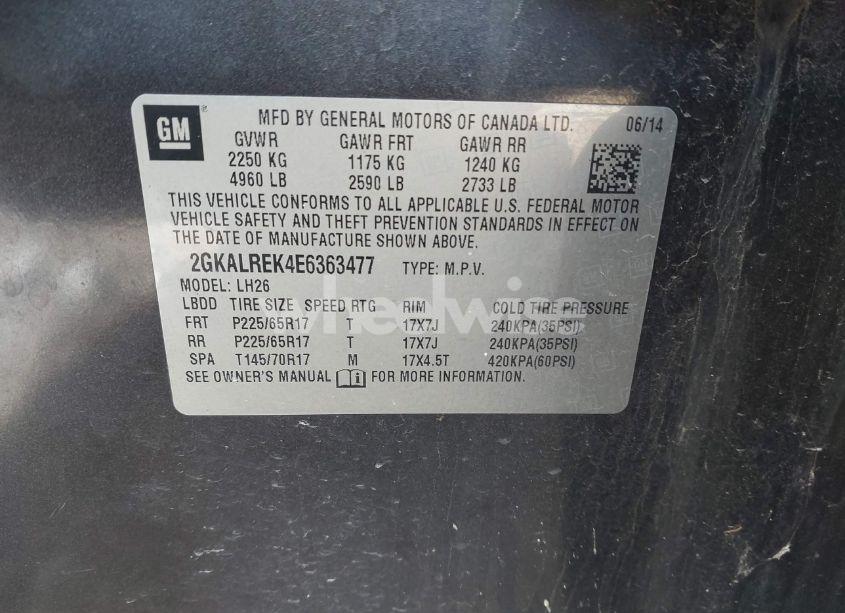 GM ® MFD BY GENERAL MOTORS OF CANADA LTD. 06/14
GVWR GAWR FRT GAWR RR
2250 KG 1175 KG 1240 KG
4960 LB 2590 LB 2733 LB
THIS VEHICLE CONFORMS TO ALL APPLICABLE U.S. FEDERAL MOTOR
VEHICLE SAFETY AND THEFT PREVENTION STANDARDS IN EFFECT ON
THE DATE OF MANUFACTURE SHOWN ABOVE.
2GKALREK4E6363477 TYPE: M.P.V.
MODEL: LH26
LBDD TIRE SIZE SPEED RTG RIM COLD TIRE PRESSURE
FRT P225/65R17 T 17X7J 240KPA(35PSI)
RR P225/65R17 T 17X7J 240KPA(35PSI)
SPA T145/70R17 M 17X4.5T 420KPA(60PSI)
SEE OWNER'S MANUAL FOR MORE INFORMATION.